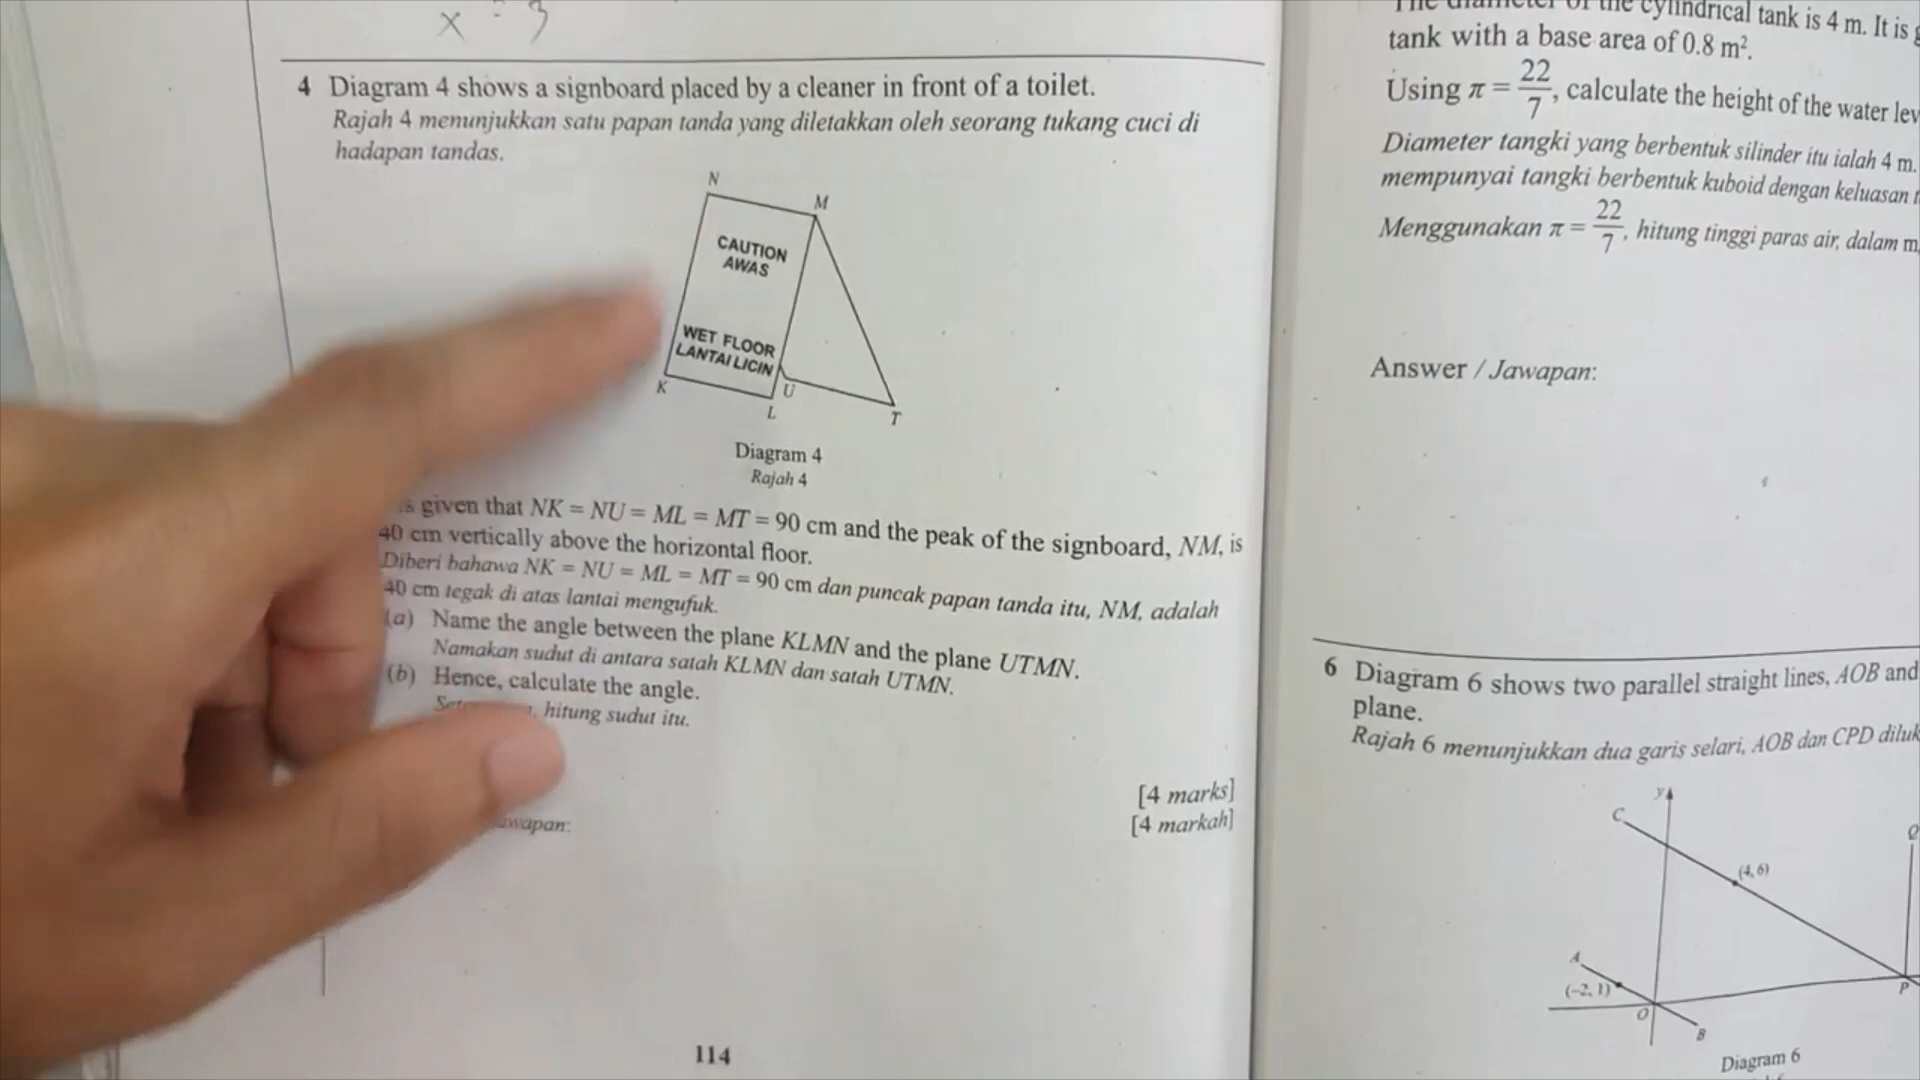 x = 3
4 Diagram 4 shows a signboard placed by a cleaner in front of a toilet.
Rajah 4 menunjukkan satu papan tanda yang diletakkan oleh seorang tukang cuci di
hadapan tandas.
N
M
CAUTION
AWAS
WET FLOOR
LANTAI LICIN
K
U
L
T
Diagram 4
Rajah 4
given that NK = NU = ML = MT = 90 cm and the peak of the signboard, NM, is
40 cm vertically above the horizontal floor.
Diberi bahawa NK = NU = ML = MT = 90 cm dan puncak papan tanda itu, NM, adalah
40 cm tegak di atas lantai mengufuk.
(a) Name the angle between the plane KLMN and the plane UTMN.
Namakan sudut di antara satah KLMN dan satah UTMN.
(b) Hence, calculate the angle.
hitung sudut itu.
[4 marks]
[4 markah]
114
The diameter of the cylindrical tank is 4 m. It is
tank with a base area of 0.8 m².
Using π = 22/7, calculate the height of the water
Diameter tangki yang berbentuk silinder itu ialah 4 m.
mempunyai tangki berbentuk kuboid dengan keluasan
Menggunakan π = 22/7, hitung tinggi paras air, dalam
Answer / Jawapan:
6 Diagram 6 shows two parallel straight lines, AOB and
plane.
Rajah 6 menunjukkan dua garis selari, AOB dan CPD
y
C
Q
(4, 6)
A
(–2, 1)
O
P
B
Diagram 6